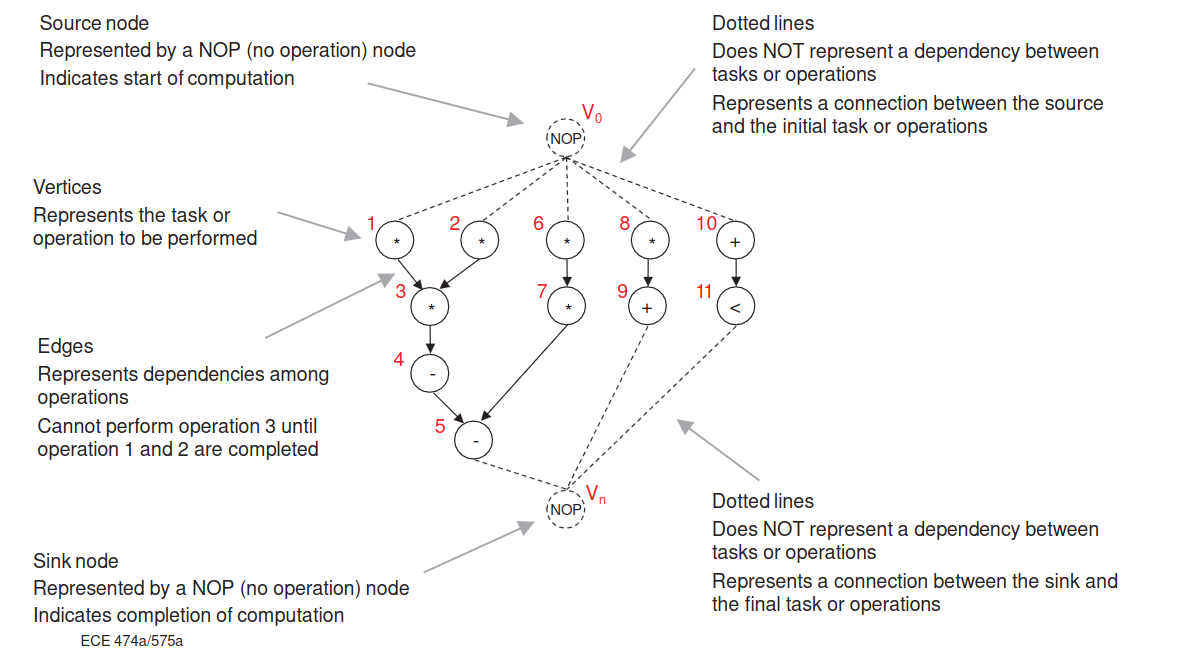 Source node
Represented by a NOP (no operation) node
Indicates start of computation
Dotted lines
Does NOT represent a dependency between
tasks or operations
Represents a connection between the source
and the initial task or operations
V0
NOP
Vertices
Represents the task or
operation to be performed
1
2
6
8
10
*
*
*
*
+
3
7
9
11
*
*
+
<
Edges
Represents dependencies among
operations
Cannot perform operation 3 until
operation 1 and 2 are completed
4
-
5
-
Vn
NOP
Dotted lines
Does NOT represent a dependency between
tasks or operations
Represents a connection between the sink and
the final task or operations
Sink node
Represented by a NOP (no operation) node
Indicates completion of computation
ECE 474a/575a